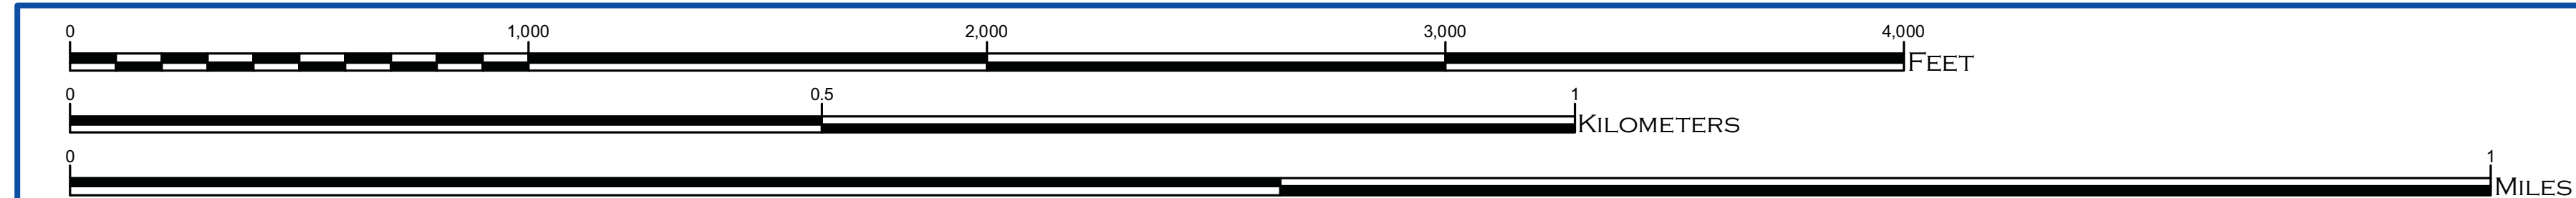 0 1,000 2,000 3,000 4,000
FEET
0 0.5 1
KILOMETERS
0 1
MILES